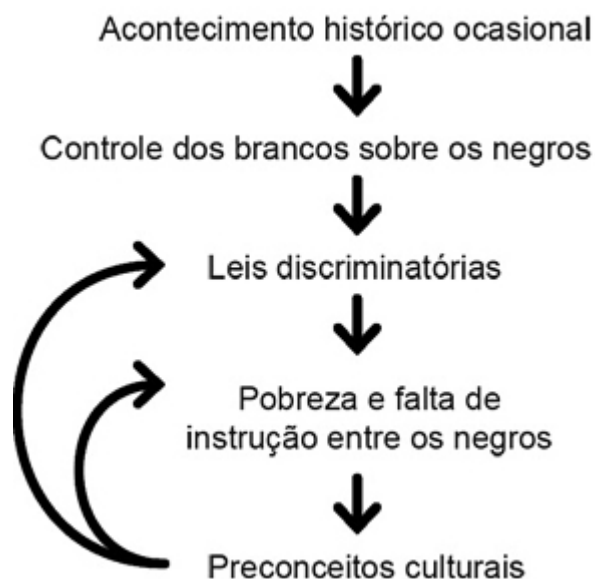 Acontecimento histórico ocasional
Controle dos brancos sobre os negros
Leis discriminatórias
Pobreza e falta de
instrução entre os negros
Preconceitos culturais